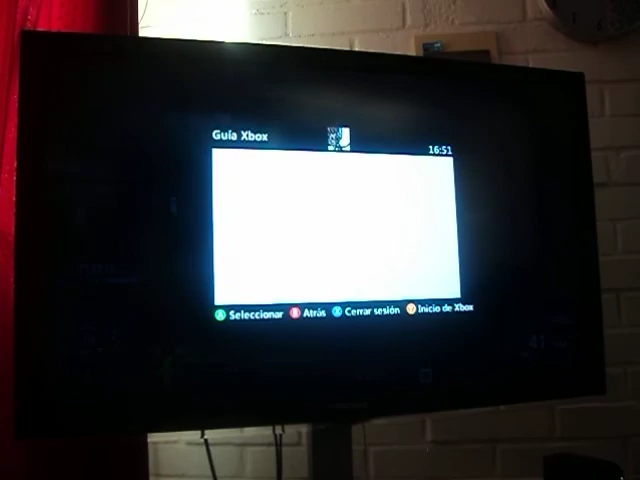 Guía Xbox
16:51
A Seleccionar B Atrás X Cerrar sesión Y Inicio de Xbox